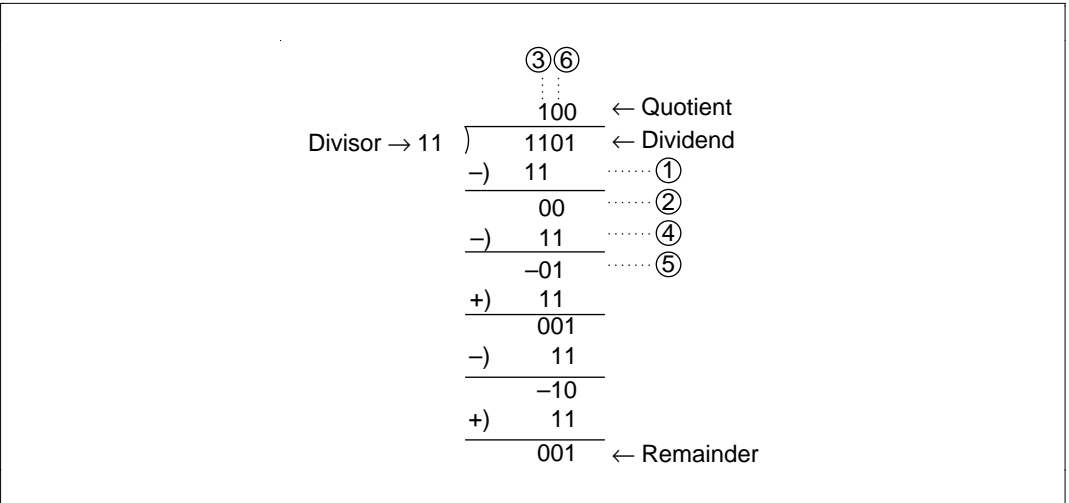 ③⑥
100 ← Quotient
Divisor → 11 ) 1101 ← Dividend
–) 11 ①
00 ②
–) 11 ④
–01 ⑤
+) 11
001
–) 11
–10
+) 11
001 ← Remainder